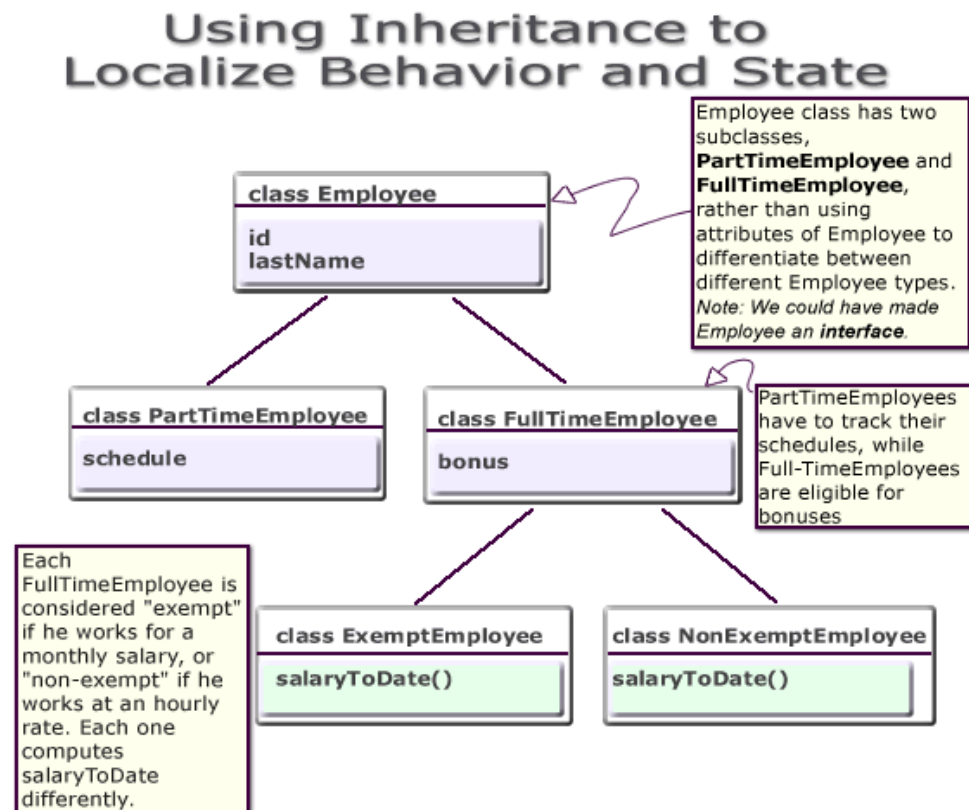 Using Inheritance to
Localize Behavior and State
Employee class has two
subclasses,
PartTimeEmployee and
FullTimeEmployee,
rather than using
attributes of Employee to
differentiate between
different Employee types.
Note: We could have made
Employee an interface.
class Employee
id
lastName
class PartTimeEmployee
schedule
class FullTimeEmployee
bonus
PartTimeEmployees
have to track their
schedules, while
Full-TimeEmployees
are eligible for
bonuses
Each
FullTimeEmployee is
considered "exempt"
if he works for a
monthly salary, or
"non-exempt" if he
works at an hourly
rate. Each one
computes
salaryToDate
differently.
class ExemptEmployee
salaryToDate()
class NonExemptEmployee
salaryToDate()